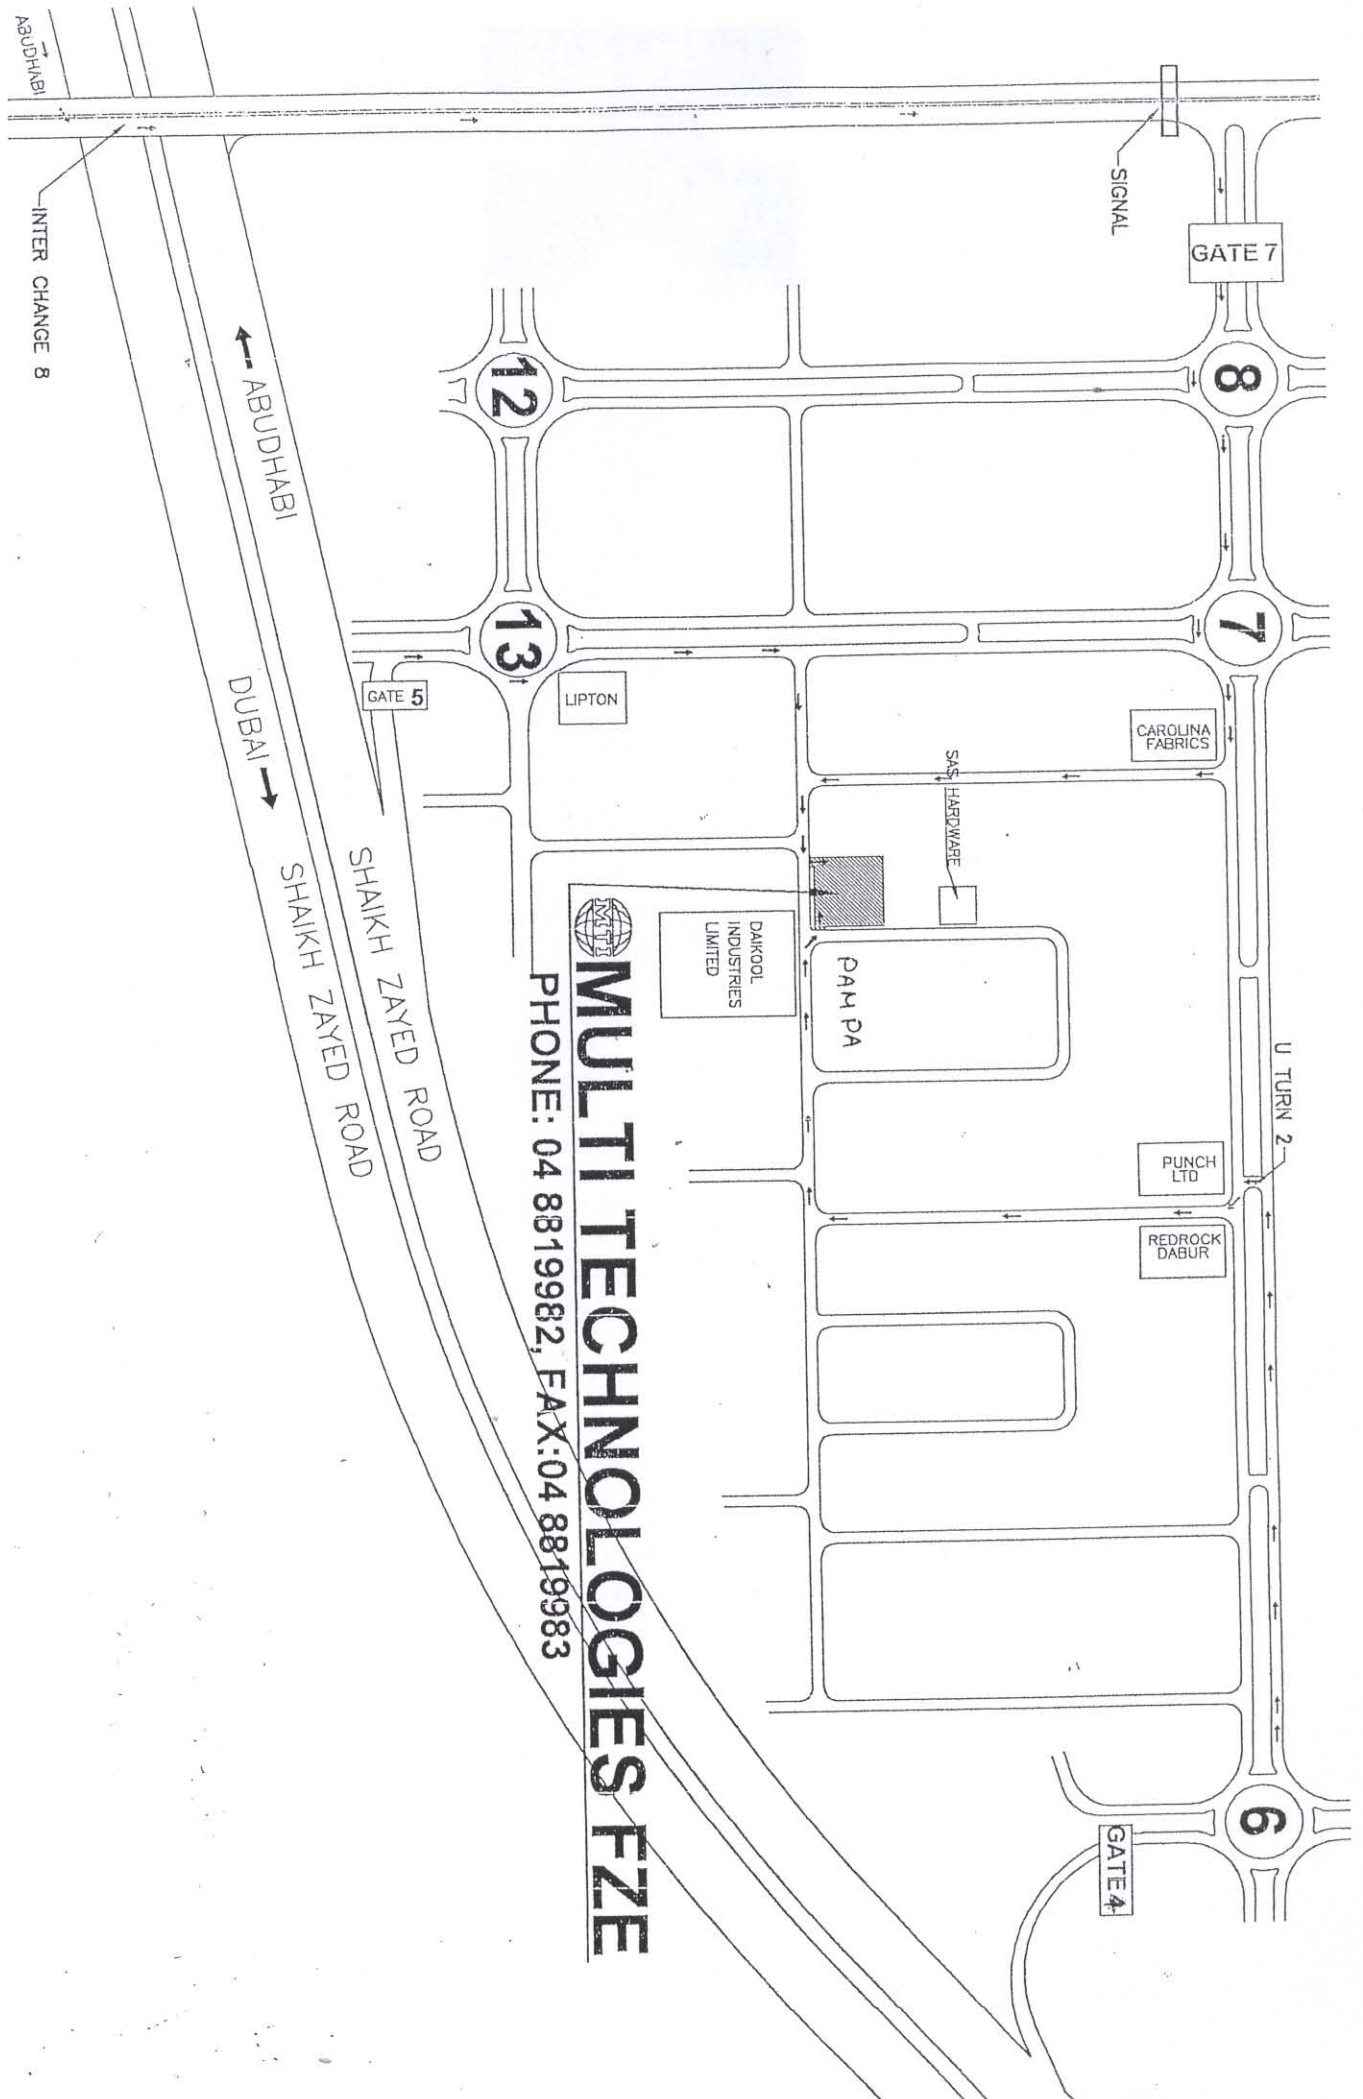 ABUDHABI
INTER CHANGE 8
SIGNAL
GATE 7
8
12
← ABUDHABI
7
13
GATE 5
LIPTON
CAROLINA
FABRICS
DUBAI →
SHAIKH ZAYED ROAD
SHAIKH ZAYED ROAD
SAS HARDWARE
DAIKOOL
INDUSTRIES
LIMITED
PAMPA
U TURN 2
PUNCH
LTD
REDROCK
DABUR
MTI
MULTI TECHNOLOGIES FZE
PHONE: 04 8819982, FAX:04 8819983
6
GATE 4